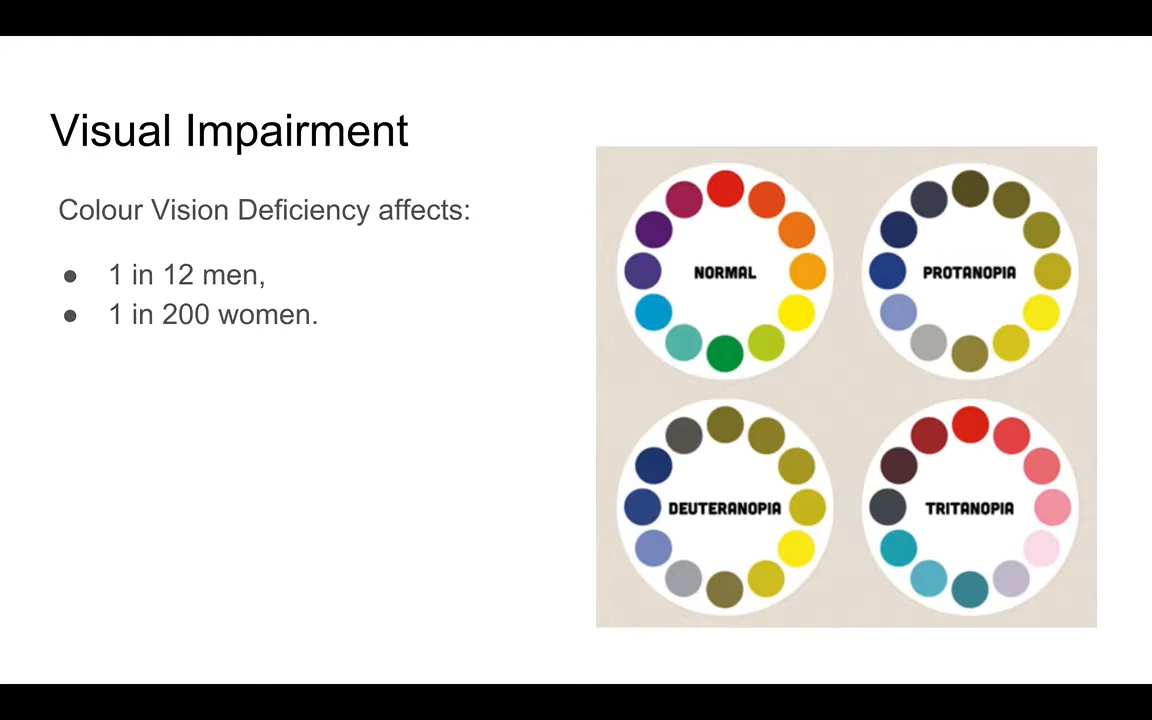 Visual Impairment
Colour Vision Deficiency affects:
● 1 in 12 men,
● 1 in 200 women.
NORMAL
PROTANOPIA
DEUTERANOPIA
TRITANOPIA